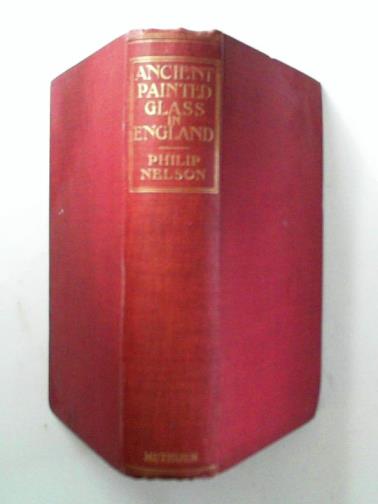 ANCIENT
PAINTED
GLASS
IN
ENGLAND
PHILIP
NELSON
METHUEN